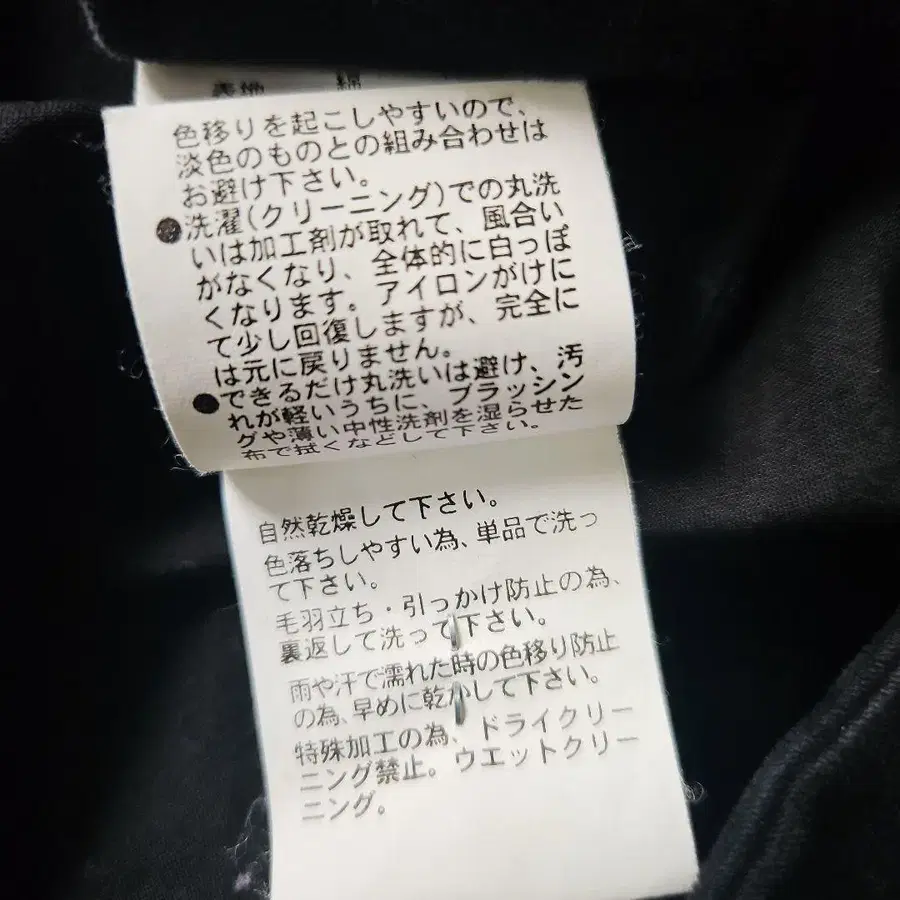 表地 綿
色移りを起こしやすいので、
淡色のものとの組み合わせは
お避け下さい。
●洗濯(クリーニング)での丸洗
いは加工剤が取れて、風合い
がなくなり、全体的に白っぽ
くなります。アイロンがけに
て少し回復しますが、完全に
は元に戻りません。
●できるだけ丸洗いは避け、汚
れが軽いうちに、ブラッシン
グや薄い中性洗剤を湿らせた
布で拭くなどして下さい。
自然乾燥して下さい。
色落ちしやすい為、単品で洗っ
て下さい。
毛羽立ち・引っかけ防止の為、
裏返して洗って下さい。
雨や汗で濡れた時の色移り防止
の為、早めに乾かして下さい。
特殊加工の為、ドライクリー
ニング禁止。ウエットクリー
ニング。